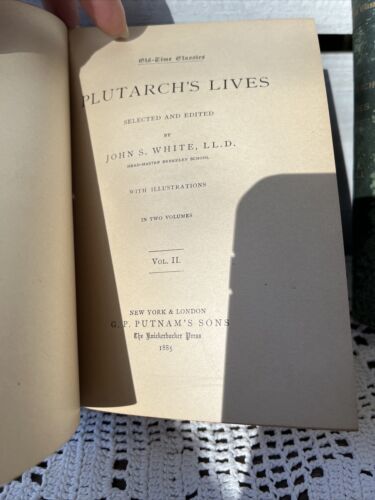 Old-Time Classics
PLUTARCH'S LIVES
SELECTED AND EDITED
BY
JOHN S. WHITE, LL.D.
HEAD-MASTER BERKELEY SCHOOL
WITH ILLUSTRATIONS
IN TWO VOLUMES
VOL. II.
NEW YORK & LONDON
G. P. PUTNAM'S SONS
The Knickerbocker Press
1885